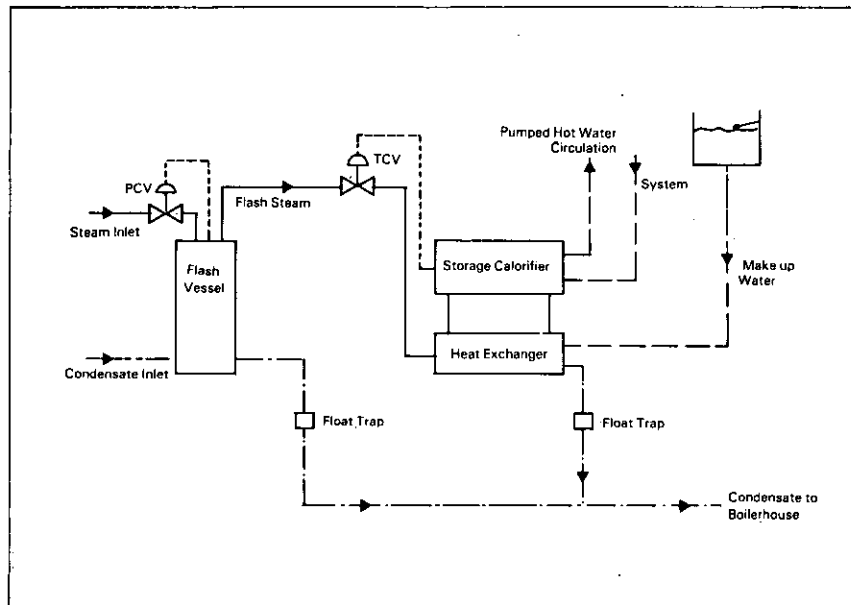 Pumped Hot Water
Circulation
TCV
System
PCV
Flash Steam
Steam Inlet
Storage Calorifier
Make up
Water
Flash
Vessel
Heat Exchanger
Condensate Inlet
Float Trap
Float Trap
Condensate to
Boilerhouse